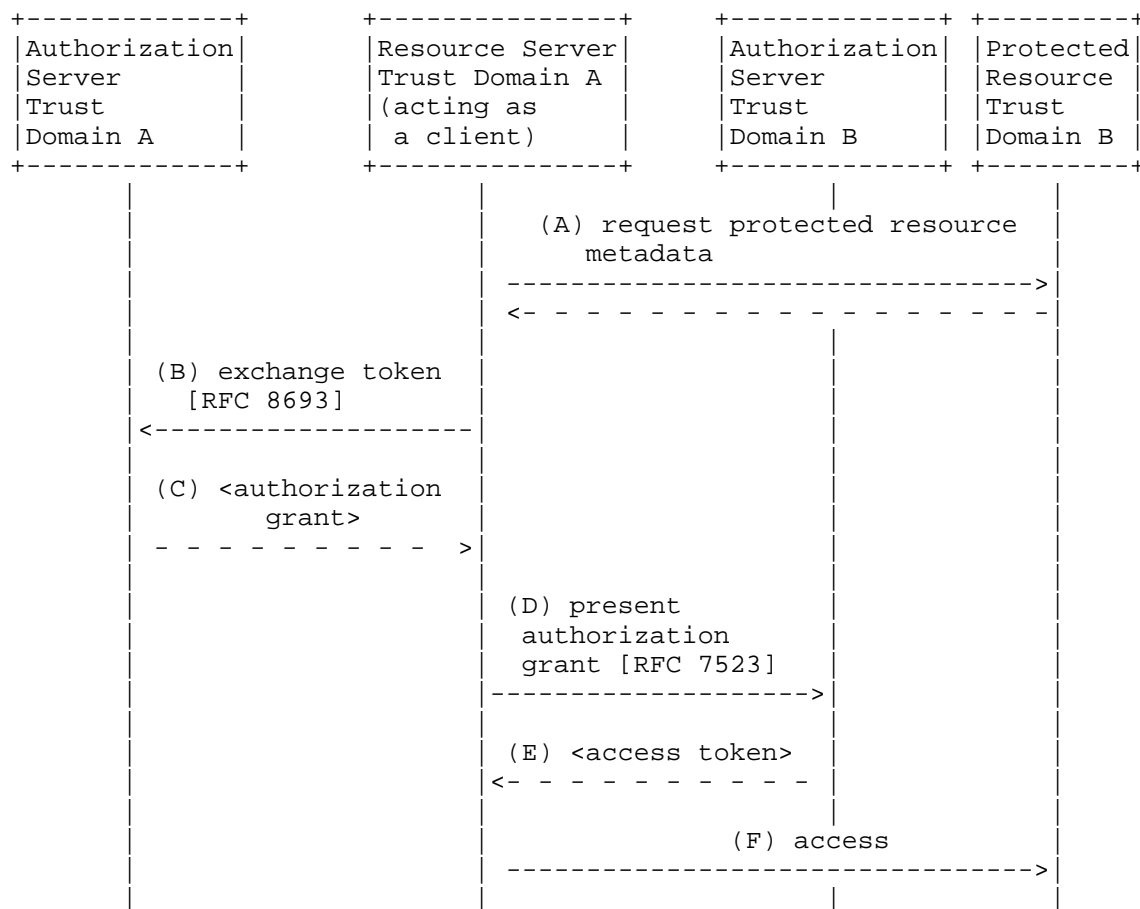 Authorization Server Trust Domain A
Resource Server Trust Domain A (acting as a client)
Authorization Server Trust Domain B
Protected Resource Trust Domain B
(A) request protected resource
metadata
(B) exchange token
[RFC 8693]
(C) <authorization
grant>
(D) present
authorization
grant [RFC 7523]
(E) <access token>
(F) access